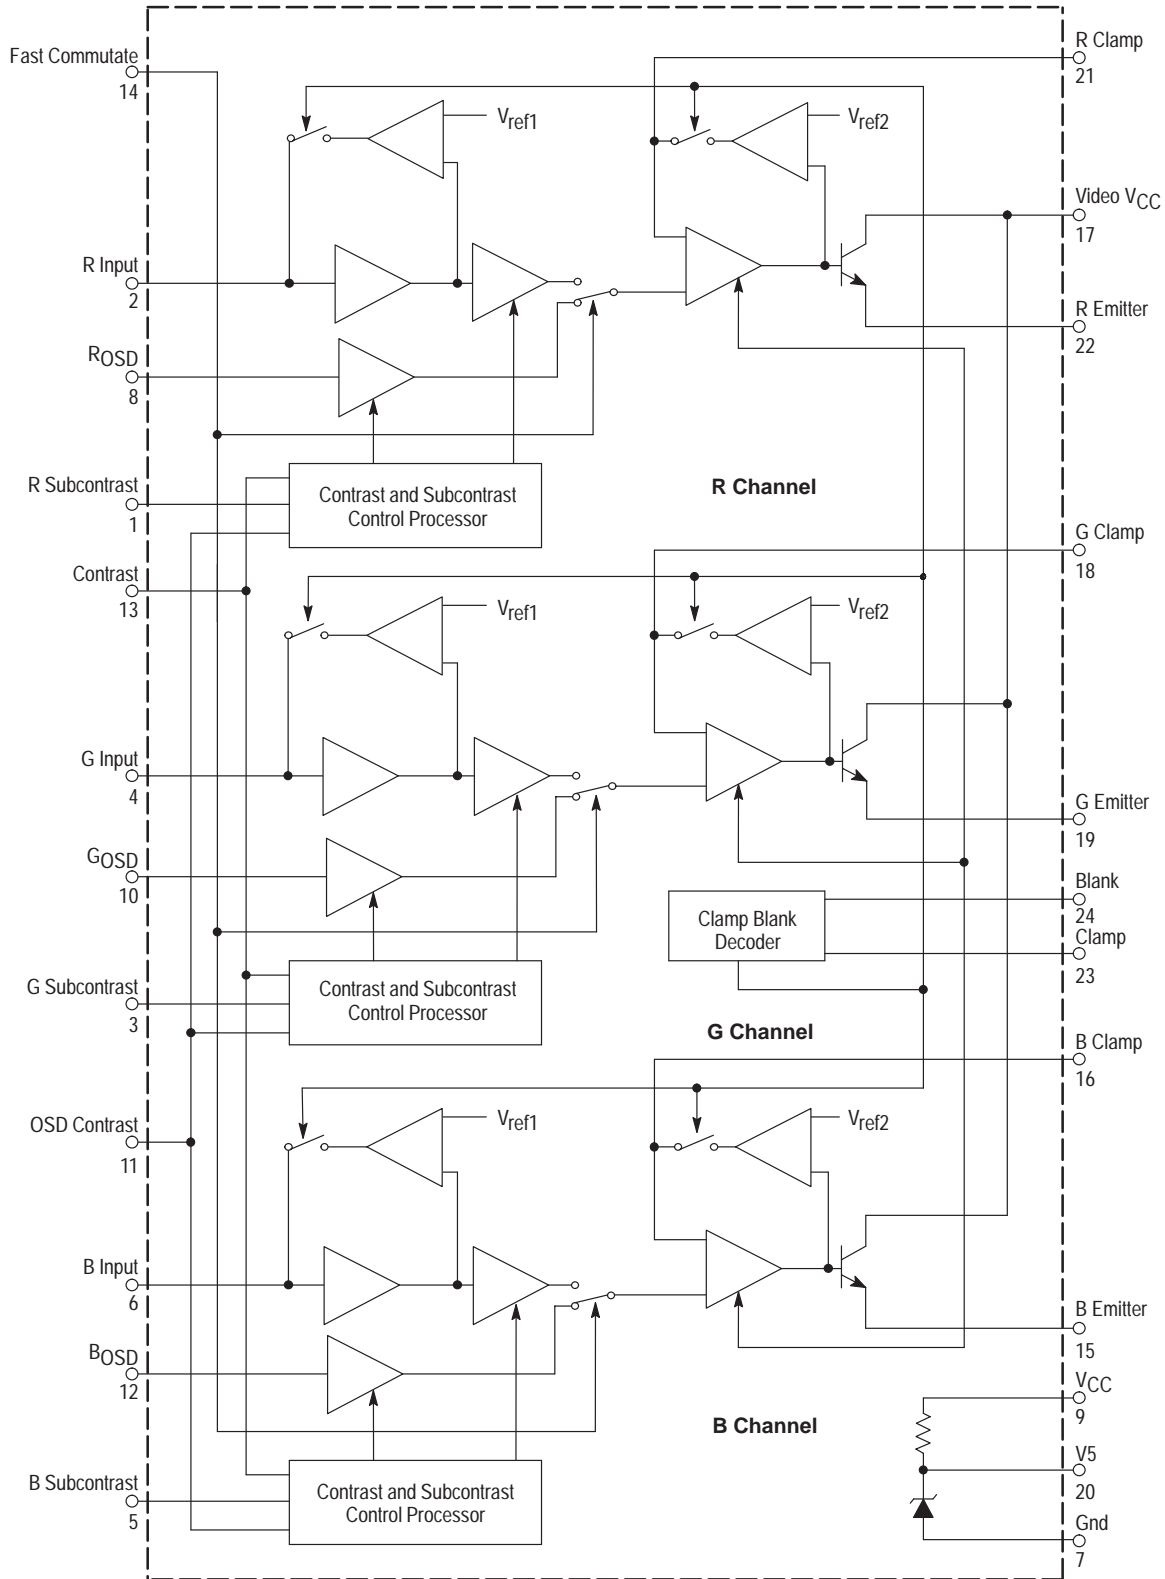 Fast Commutate
14
R Clamp
21
Vref1
Vref2
Video VCC
17
R Input
2
R Emitter
22
ROSD
8
R Subcontrast
1
Contrast and Subcontrast
Control Processor
R Channel
G Clamp
18
Contrast
13
Vref1
Vref2
G Input
4
G Emitter
19
GOSD
10
Blank
24
Clamp Blank
Decoder
Clamp
23
G Subcontrast
3
Contrast and Subcontrast
Control Processor
G Channel
B Clamp
16
OSD Contrast
11
Vref1
Vref2
B Input
6
B Emitter
15
BOSD
12
VCC
9
B Channel
V5
20
B Subcontrast
5
Contrast and Subcontrast
Control Processor
Gnd
7